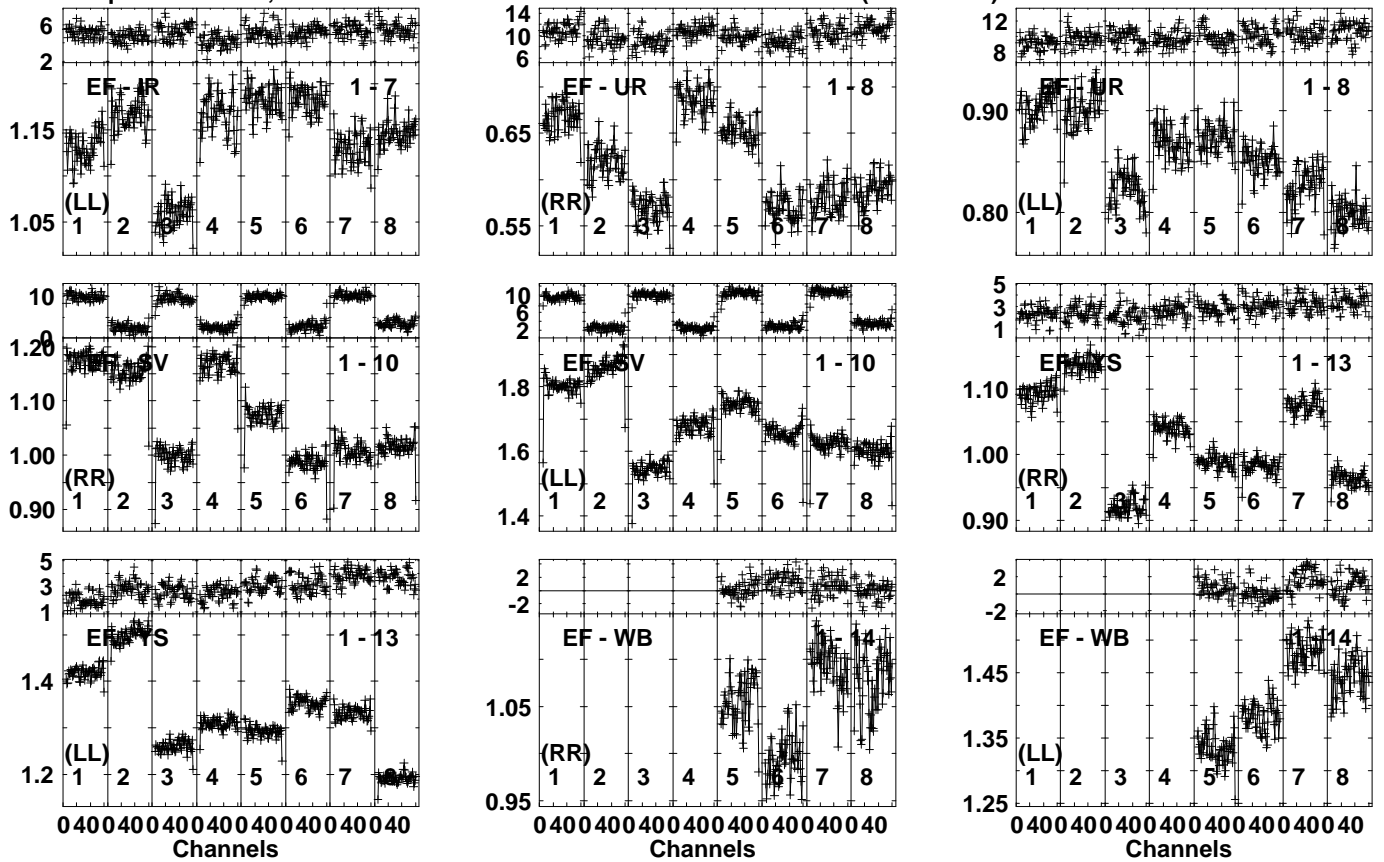 6 2 14 10 6 12 8
EF - IR 1 - 7 EF - UR 1 - 8 EF - UR 1 - 8
1.15 0.65 0.90
1.05 0.55 0.80
(LL) (RR) (LL)
1 2 3 4 5 6 7 8 1 2 3 4 5 6 7 8 1 2 3 4 5 6 7 8
10 0 10 6 2 5 3 1
EF - SV 1 - 10 EF - SV 1 - 10 EF - YS 1 - 13
1.20 1.10 1.00 0.90 1.8 1.6 1.4 1.10 1.00 0.90
(RR) (LL) (RR)
1 2 3 4 5 6 7 8 1 2 3 4 5 6 7 8 1 2 3 4 5 6 7 8
5 3 1 2 -2 2 -2
EF - YS 1 - 13 EF - WB 1 - 14 EF - WB 1 - 14
1.4 1.2 1.05 0.95 1.45 1.35 1.25
(LL) (RR) (LL)
1 2 3 4 5 6 7 8 1 2 3 4 5 6 7 8 1 2 3 4 5 6 7 8
0 40 0 40 0 40 0 40 0 40 0 40 0 40 0 40 0 40 0 40 0 40 0 40 0 40 0 40 0 40 0 40 0 40 0 40 0 40 0 40 0 40 0 40 0 40 0 40
Channels Channels Channels